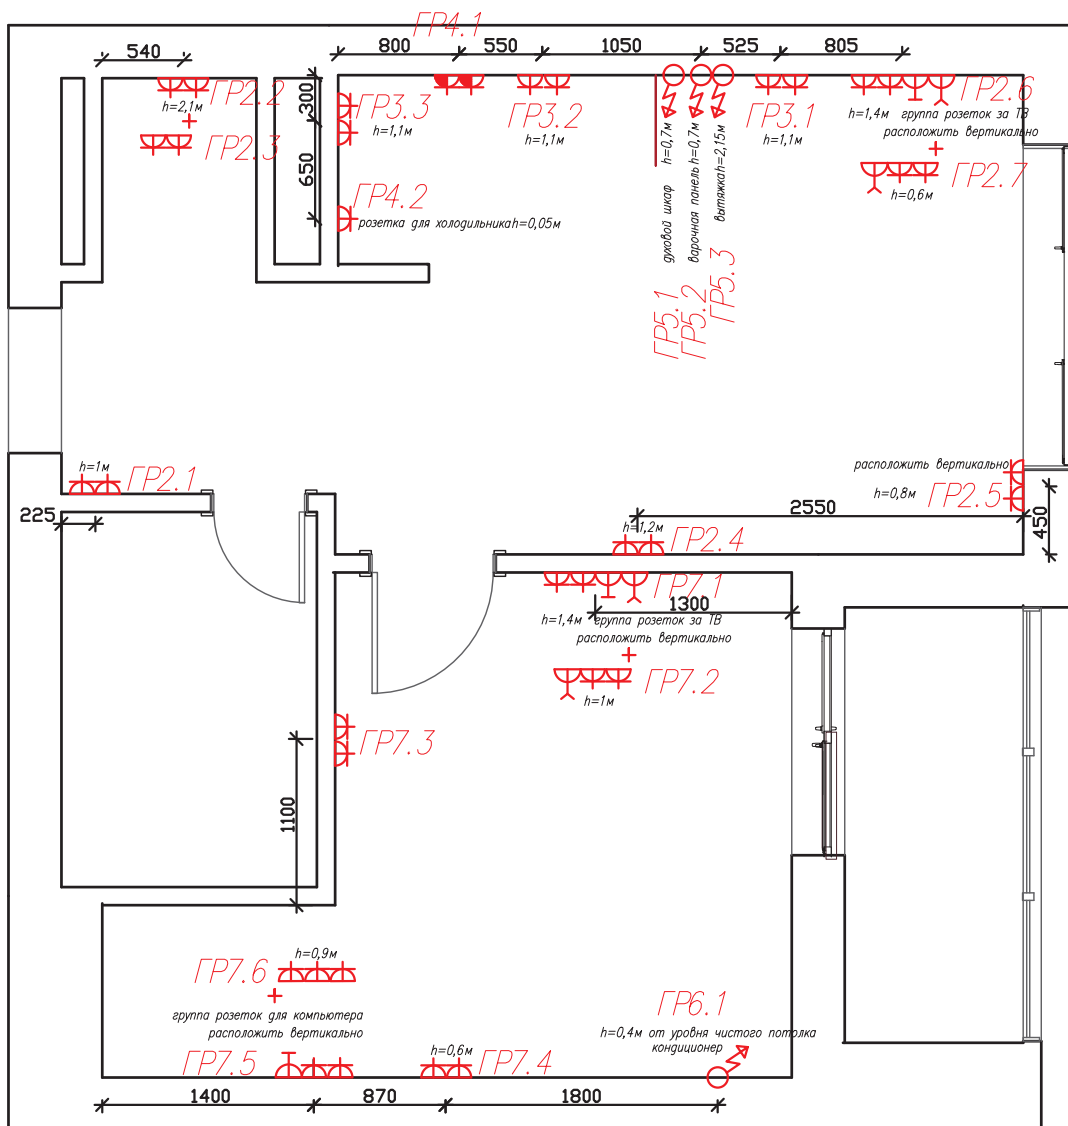 ГР4.1
540
800
550
1050
525
805
ГР2.2
h=2,1м
ГР2.3
300
ГР3.3
h=1,1м
ГР3.2
h=1,1м
ГР3.1
h=1,1м
ГР2.6
h=1,4м группа розеток за ТВ
расположить вертикально
ГР2.7
h=0,6м
650
ГР4.2
розетка для холодильника h=0,05м
духовой шкаф h=0,7м
варочная панель h=0,7м
вытяжка h=2,15м
ГР5.1
ГР5.2
ГР5.3
h=1м
ГР2.1
225
расположить вертикально
h=0,8м
ГР2.5
2550
450
h=1,2м
ГР2.4
ГР7.1
1300
h=1,4м группа розеток за ТВ
расположить вертикально
ГР7.2
h=1м
ГР7.3
1100
h=0,9м
ГР7.6
группа розеток для компьютера
расположить вертикально
ГР7.5
h=0,6м
ГР7.4
ГР6.1
h=0,4м от уровня чистого потолка
кондиционер
1400
870
1800